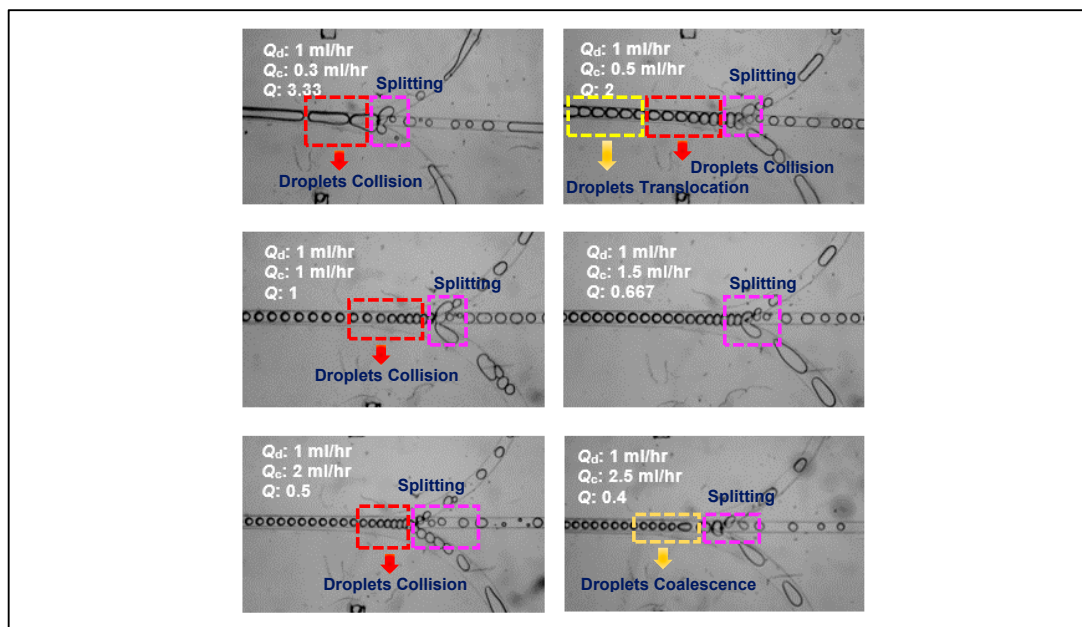 Qd: 1 ml/hr
Qc: 0.3 ml/hr
Q: 3.33
Splitting
Droplets Collision
Qd: 1 ml/hr
Qc: 0.5 ml/hr
Q: 2
Splitting
Droplets Collision
Droplets Translocation
Qd: 1 ml/hr
Qc: 1 ml/hr
Q: 1
Splitting
Droplets Collision
Qd: 1 ml/hr
Qc: 1.5 ml/hr
Q: 0.667
Splitting
Qd: 1 ml/hr
Qc: 2 ml/hr
Q: 0.5
Splitting
Droplets Collision
Qd: 1 ml/hr
Qc: 2.5 ml/hr
Q: 0.4
Splitting
Droplets Coalescence